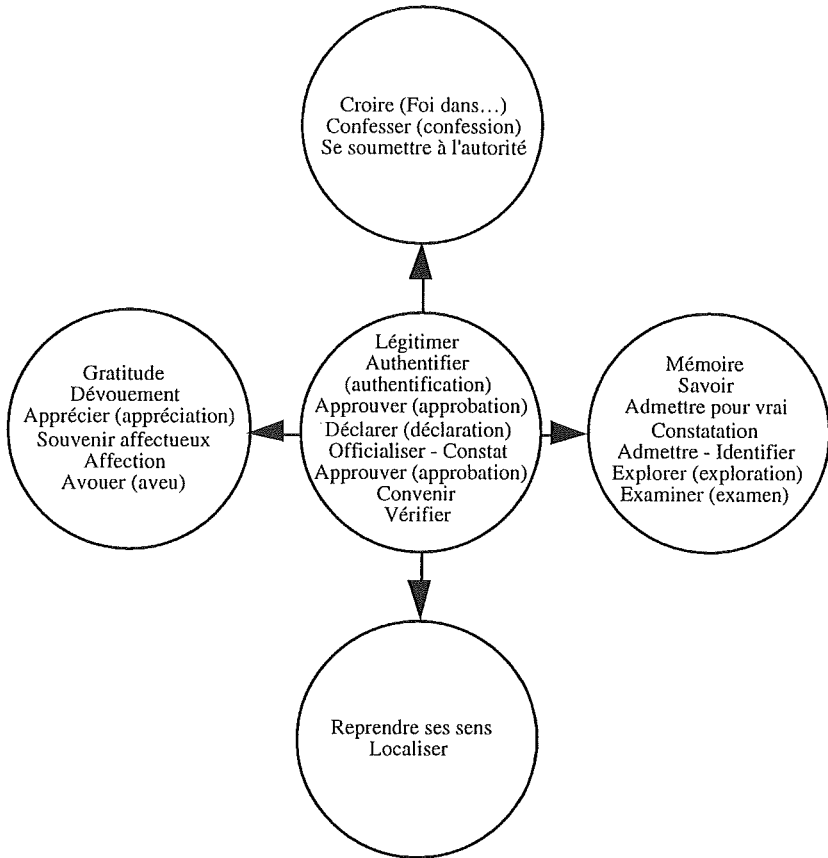 Croire (Foi dans…)
Confesser (confession)
Se soumettre à l'autorité
Gratitude
Dévouement
Apprécier (appréciation)
Souvenir affectueux
Affection
Avouer (aveu)
Légitimer
Authentifier
(authentification)
Approuver (approbation)
Déclarer (déclaration)
Officialiser - Constat
Approuver (approbation)
Convenir
Vérifier
Mémoire
Savoir
Admettre pour vrai
Constatation
Admettre - Identifier
Explorer (exploration)
Examiner (examen)
Reprendre ses sens
Localiser